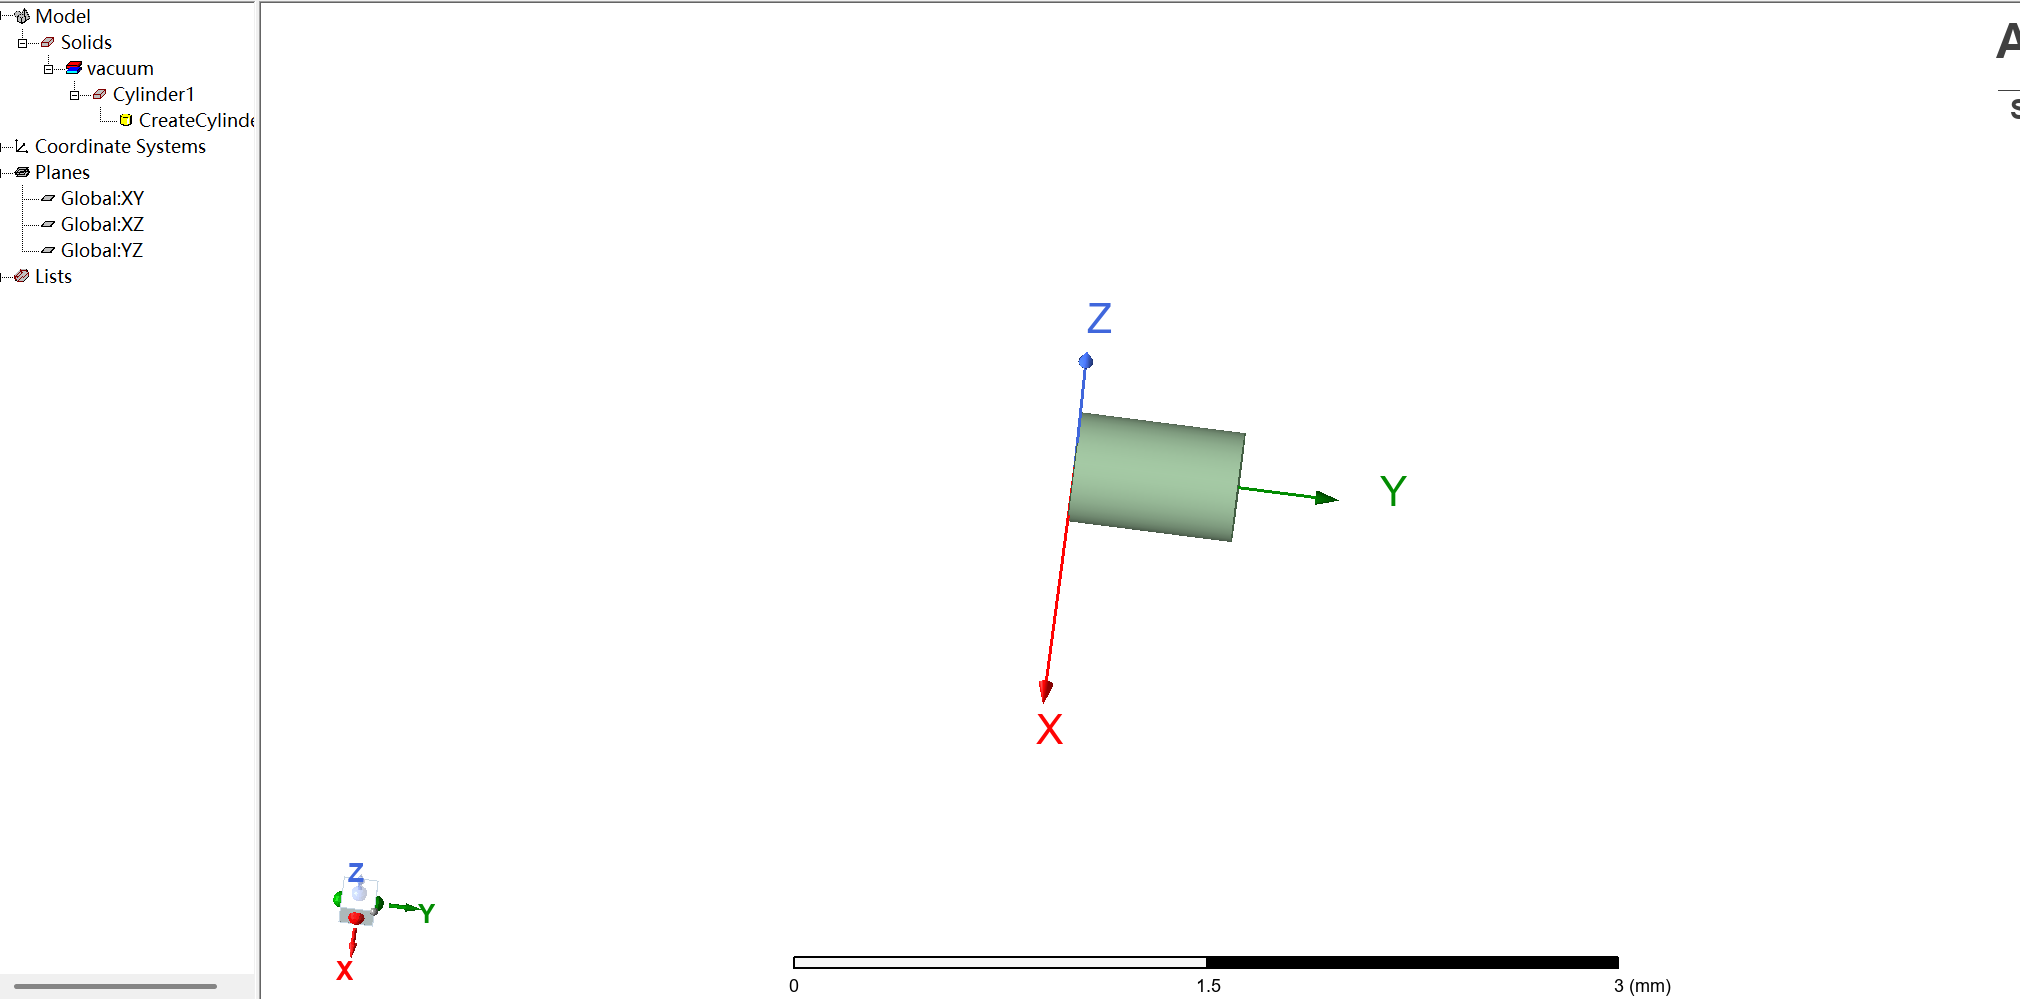 Model
Solids
vacuum
Cylinder1
CreateCylinde
Coordinate Systems
Planes
Global:XY
Global:XZ
Global:YZ
Lists
A
S
Z
Y
X
Z
Y
X
0 1.5 3 (mm)